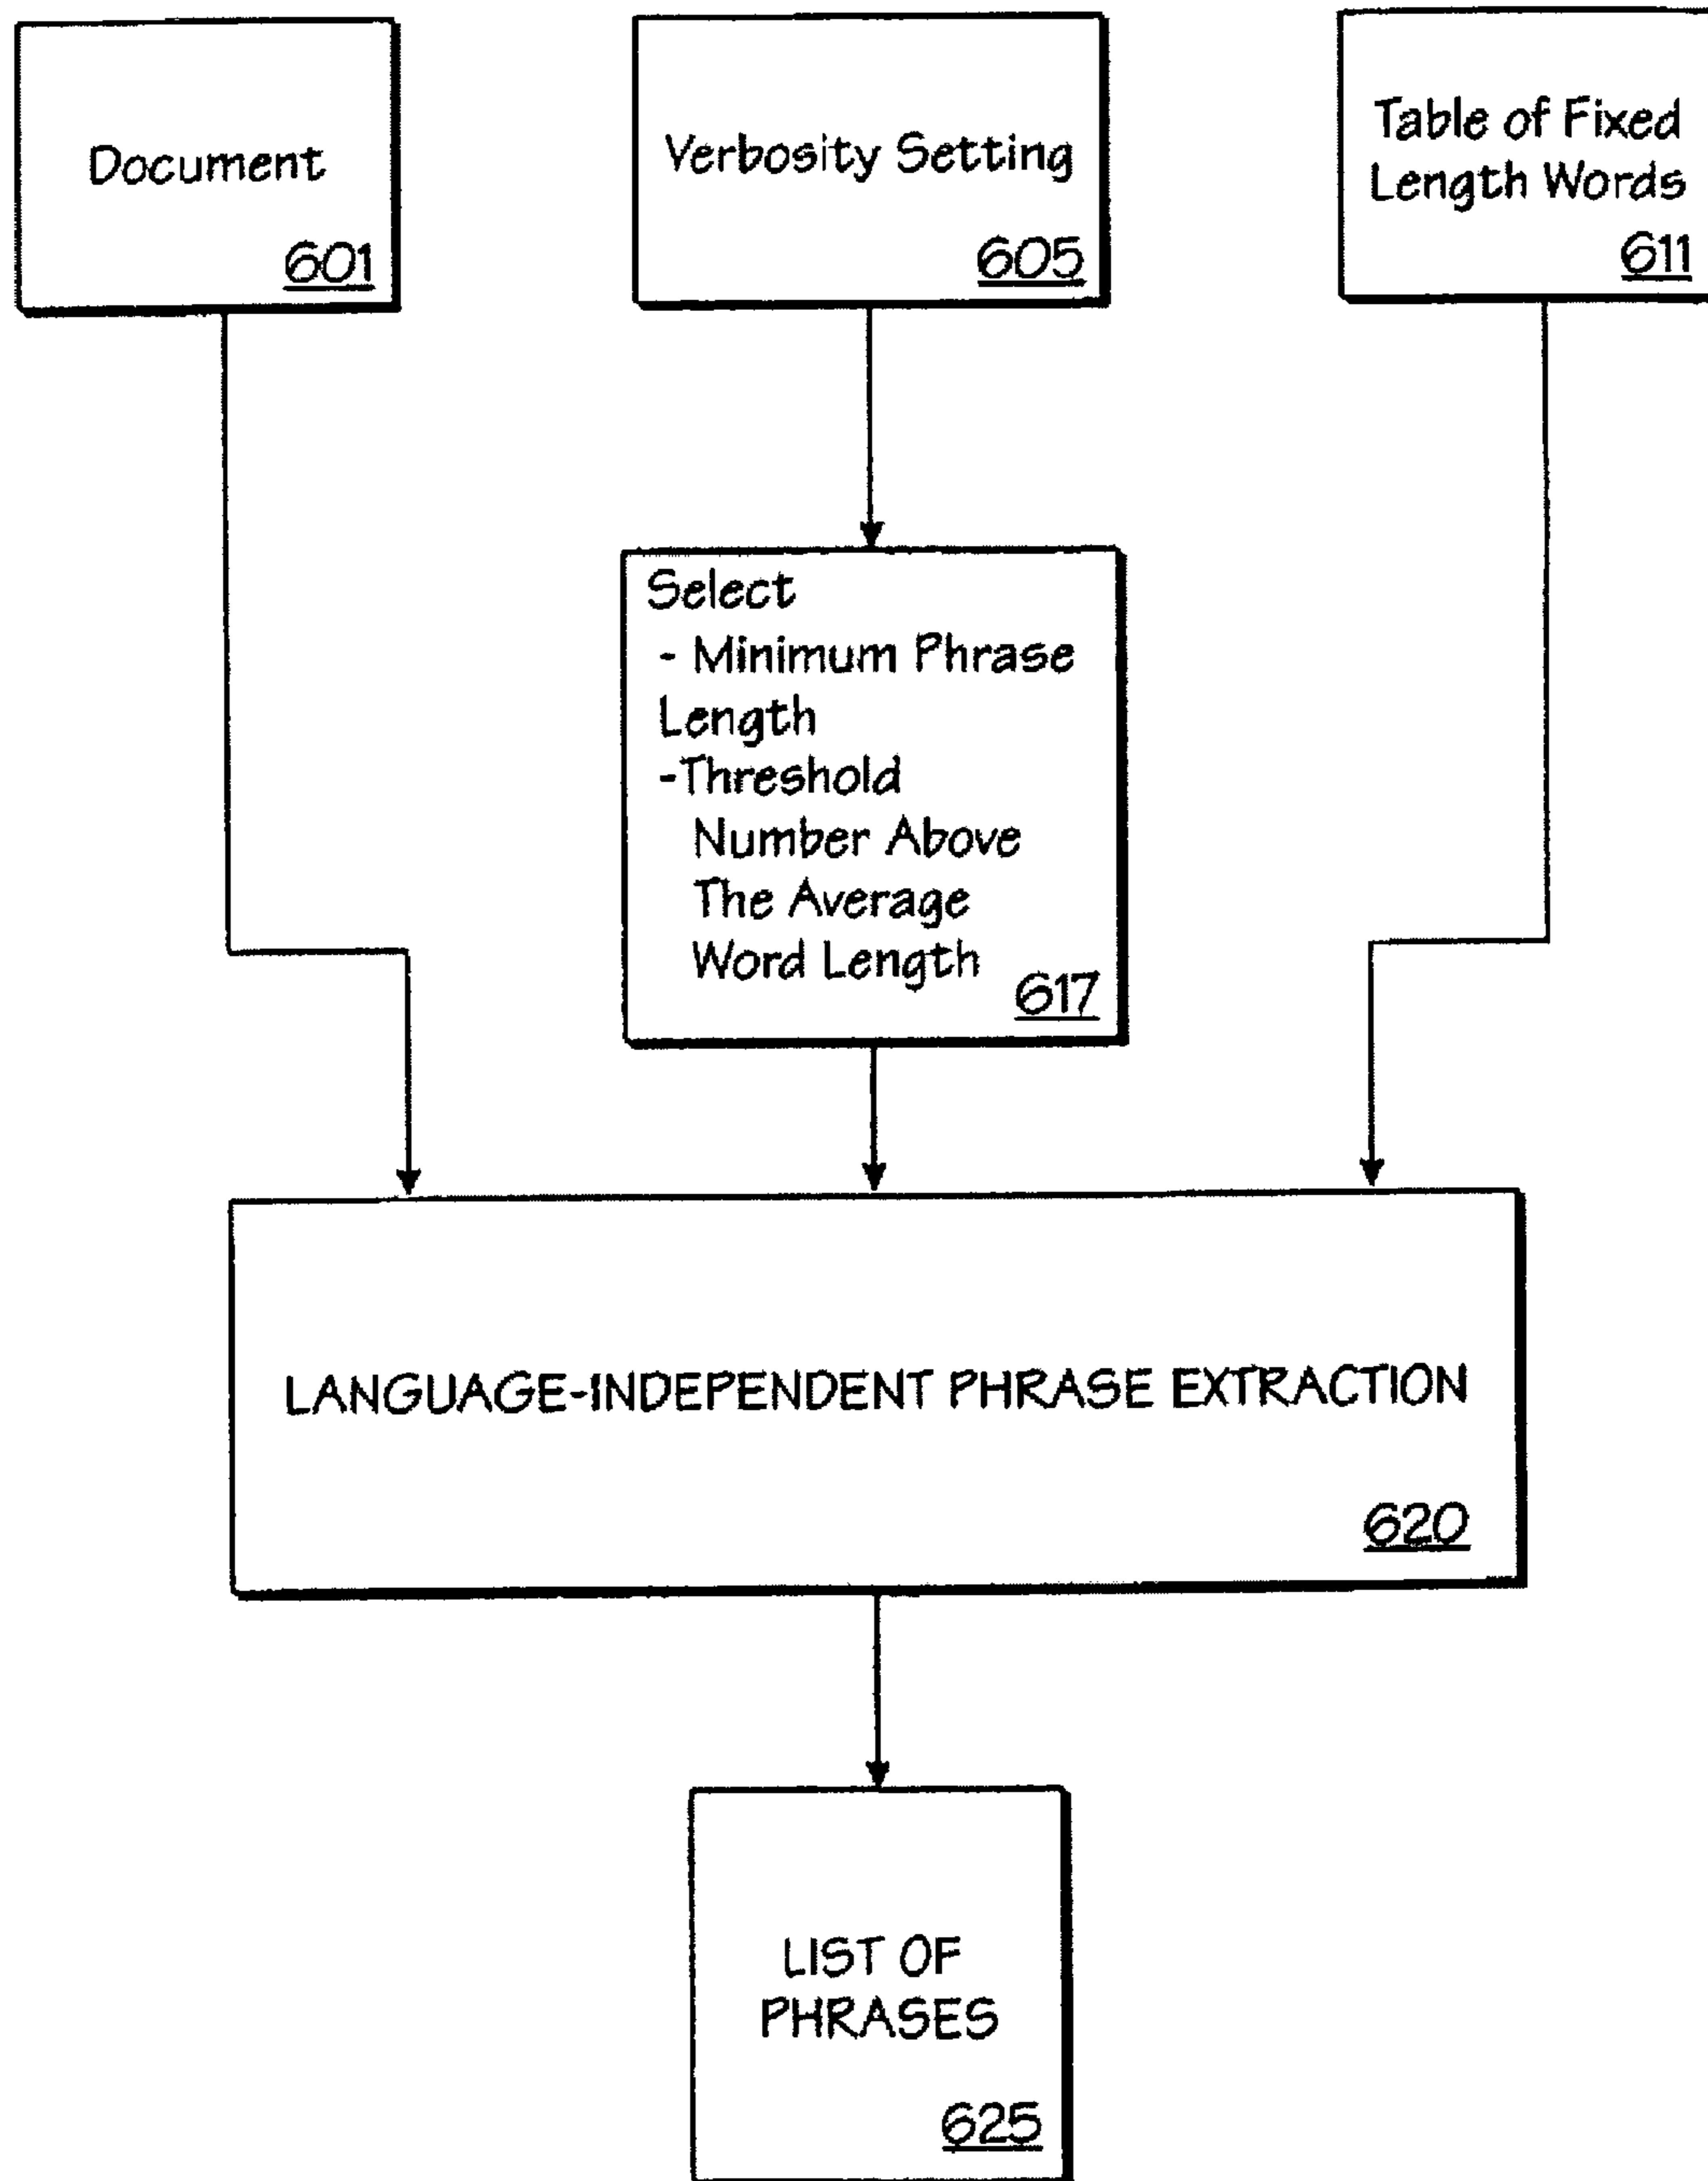 Document
601
Verbosity Setting
605
Table of Fixed
Length Words
611
Select
- Minimum Phrase
Length
-Threshold
Number Above
The Average
Word Length
617
LANGUAGE-INDEPENDENT PHRASE EXTRACTION
620
LIST OF
PHRASES
625